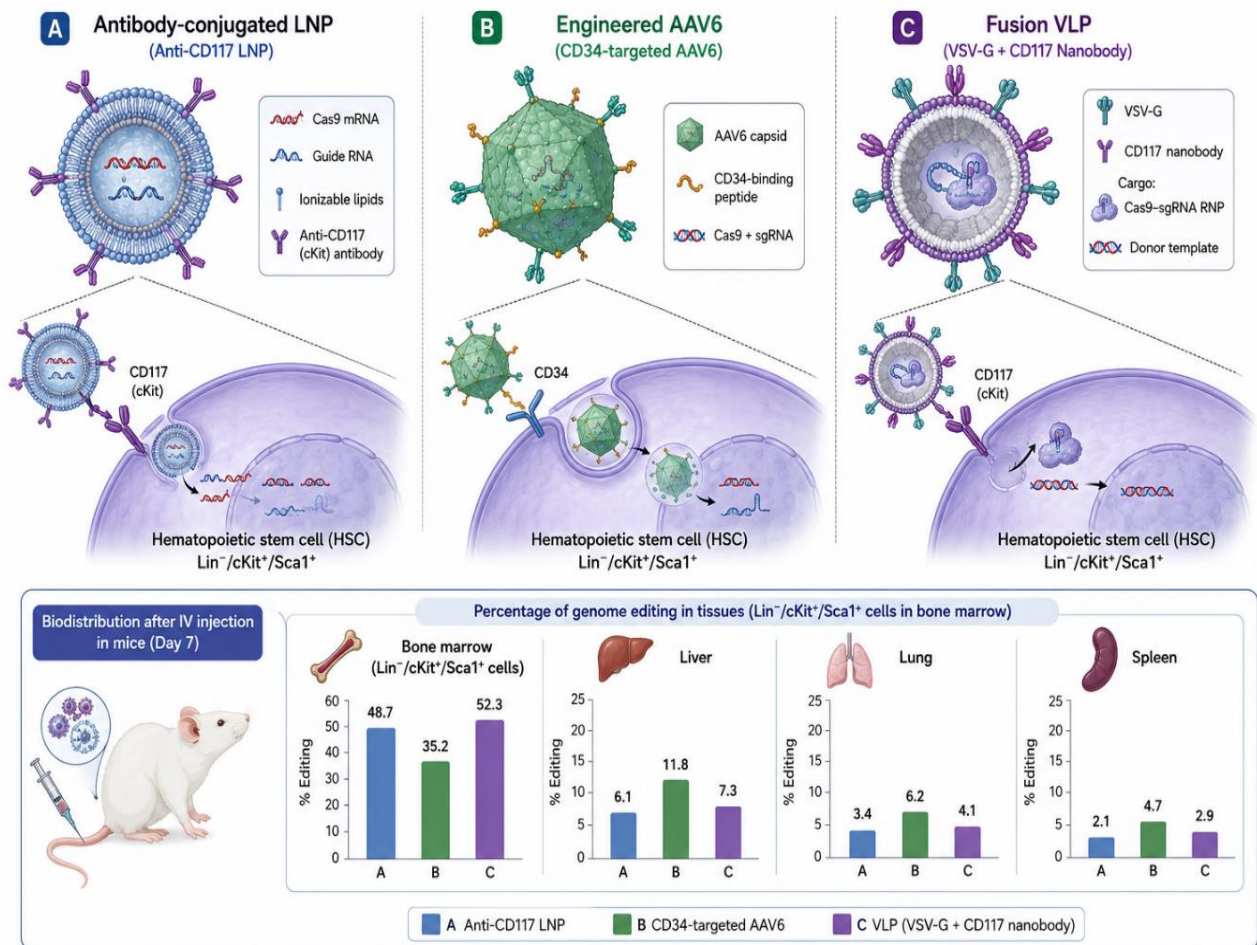 A
Antibody-conjugated LNP
(Anti-CD117 LNP)
Cas9 mRNA
Guide RNA
Ionizable lipids
Anti-CD117
(cKit) antibody
CD117
(cKit)
Hematopoietic stem cell (HSC)
Lin⁻/cKit⁺/Sca1⁺
B
Engineered AAV6
(CD34-targeted AAV6)
AAV6 capsid
CD34-binding
peptide
Cas9 + sgRNA
CD34
Hematopoietic stem cell (HSC)
Lin⁻/cKit⁺/Sca1⁺
C
Fusion VLP
(VSV-G + CD117 Nanobody)
VSV-G
CD117 nanobody
Cargo:
Cas9–sgRNA RNP
Donor template
CD117
(cKit)
Hematopoietic stem cell (HSC)
Lin⁻/cKit⁺/Sca1⁺
Biodistribution after IV injection
in mice (Day 7)
Percentage of genome editing in tissues (Lin⁻/cKit⁺/Sca1⁺ cells in bone marrow)
Bone marrow
(Lin⁻/cKit⁺/Sca1⁺ cells)
% Editing
60
50
40
30
20
10
0
48.7
35.2
52.3
A B C
Liver
% Editing
25
20
15
10
5
0
6.1
11.8
7.3
A B C
Lung
% Editing
25
20
15
10
5
0
3.4
6.2
4.1
A B C
Spleen
% Editing
25
20
15
10
5
0
2.1
4.7
2.9
A B C
A Anti-CD117 LNP
B CD34-targeted AAV6
C VLP (VSV-G + CD117 nanobody)